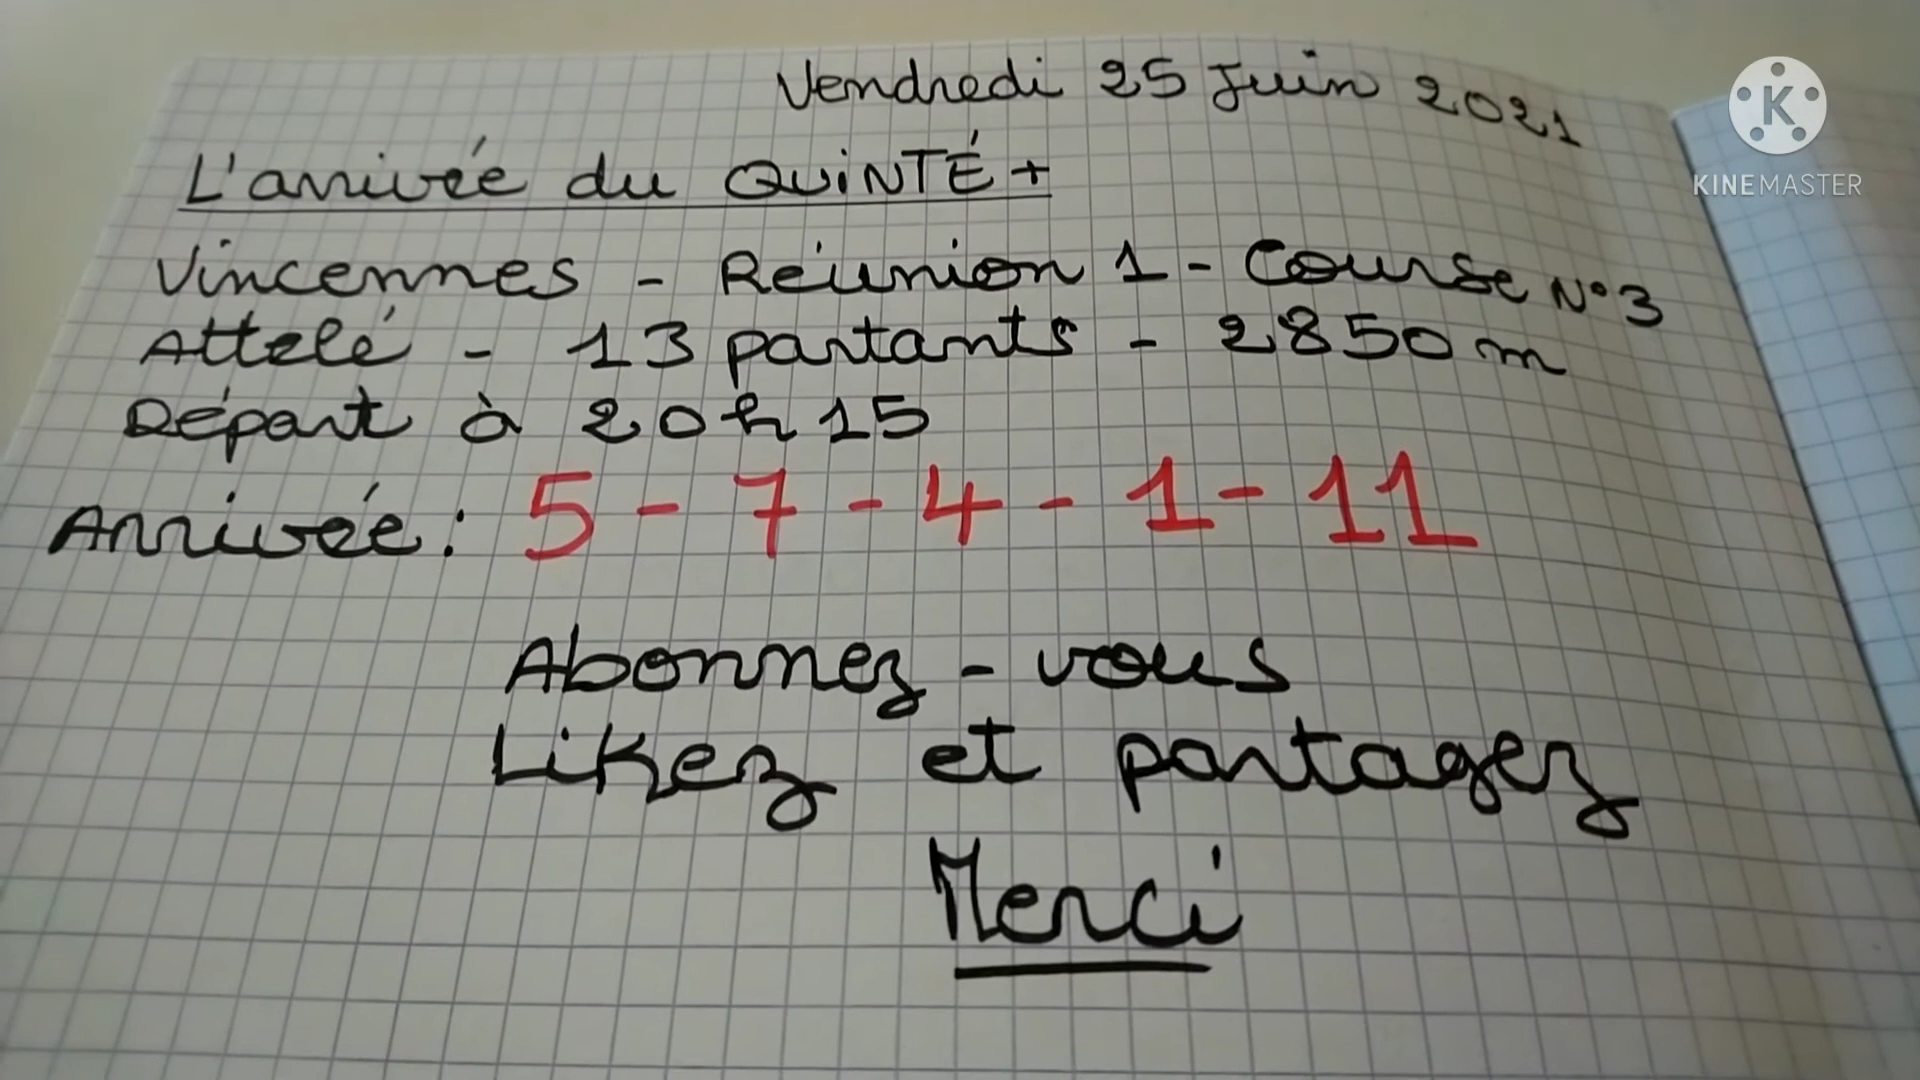 Vendredi 25 Juin 2021
L'arrivée du QUiNTÉ +
Vincennes - Réunion 1 - Course N° 3
Attelé - 13 partants - 2850 m
Départ à 20h15
Arrivée : 5 - 7 - 4 - 1 - 11
Abonnez - vous
Likez et partagez
Merci
K
KINEMASTER